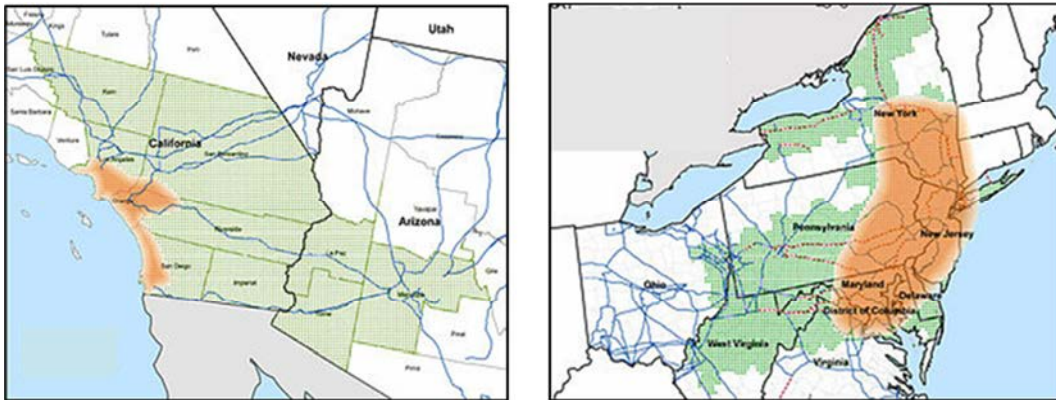 Utah
Nevada
Tulare
Kings
San Luis Obispo
Kern
Mohave
Santa Barbara
California
Ventura
San Bernardino
Los Angeles
Orange
Arizona
Yavapai
Riverside
La Paz
Gila
San Diego
Imperial
Maricopa
Pinal
Pima
New York
Pennsylvania
New Jersey
Ohio
Maryland
Delaware
District of Columbia
West Virginia
Virginia